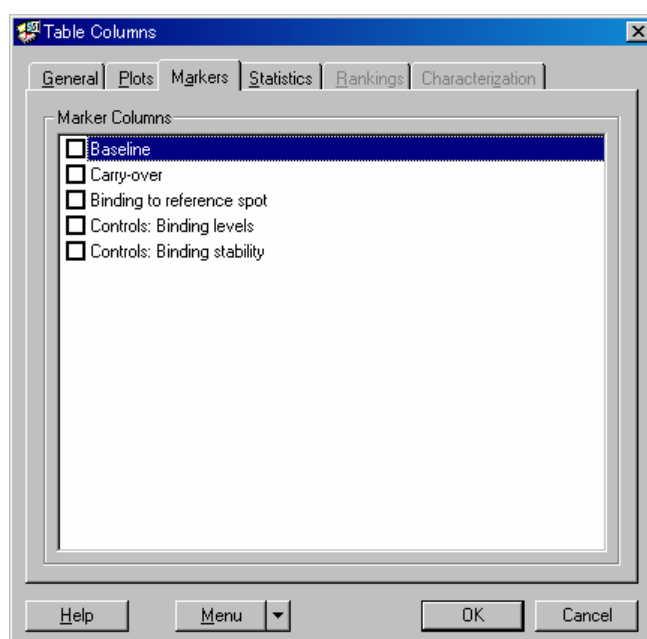 Table Columns
General Plots Markers Statistics Rankings Characterization
Marker Columns
Baseline
Carry-over
Binding to reference spot
Controls: Binding levels
Controls: Binding stability
Help Menu OK Cancel